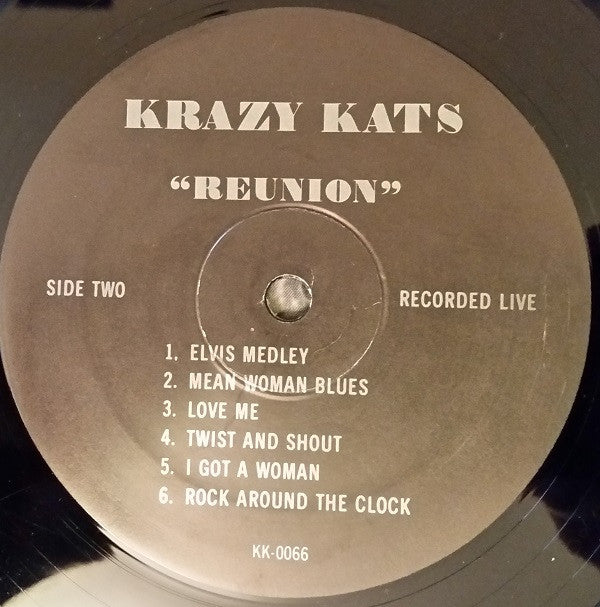 KRAZY KATS
“REUNION”
SIDE TWO
RECORDED LIVE
1. ELVIS MEDLEY
2. MEAN WOMAN BLUES
3. LOVE ME
4. TWIST AND SHOUT
5. I GOT A WOMAN
6. ROCK AROUND THE CLOCK
KK-0066